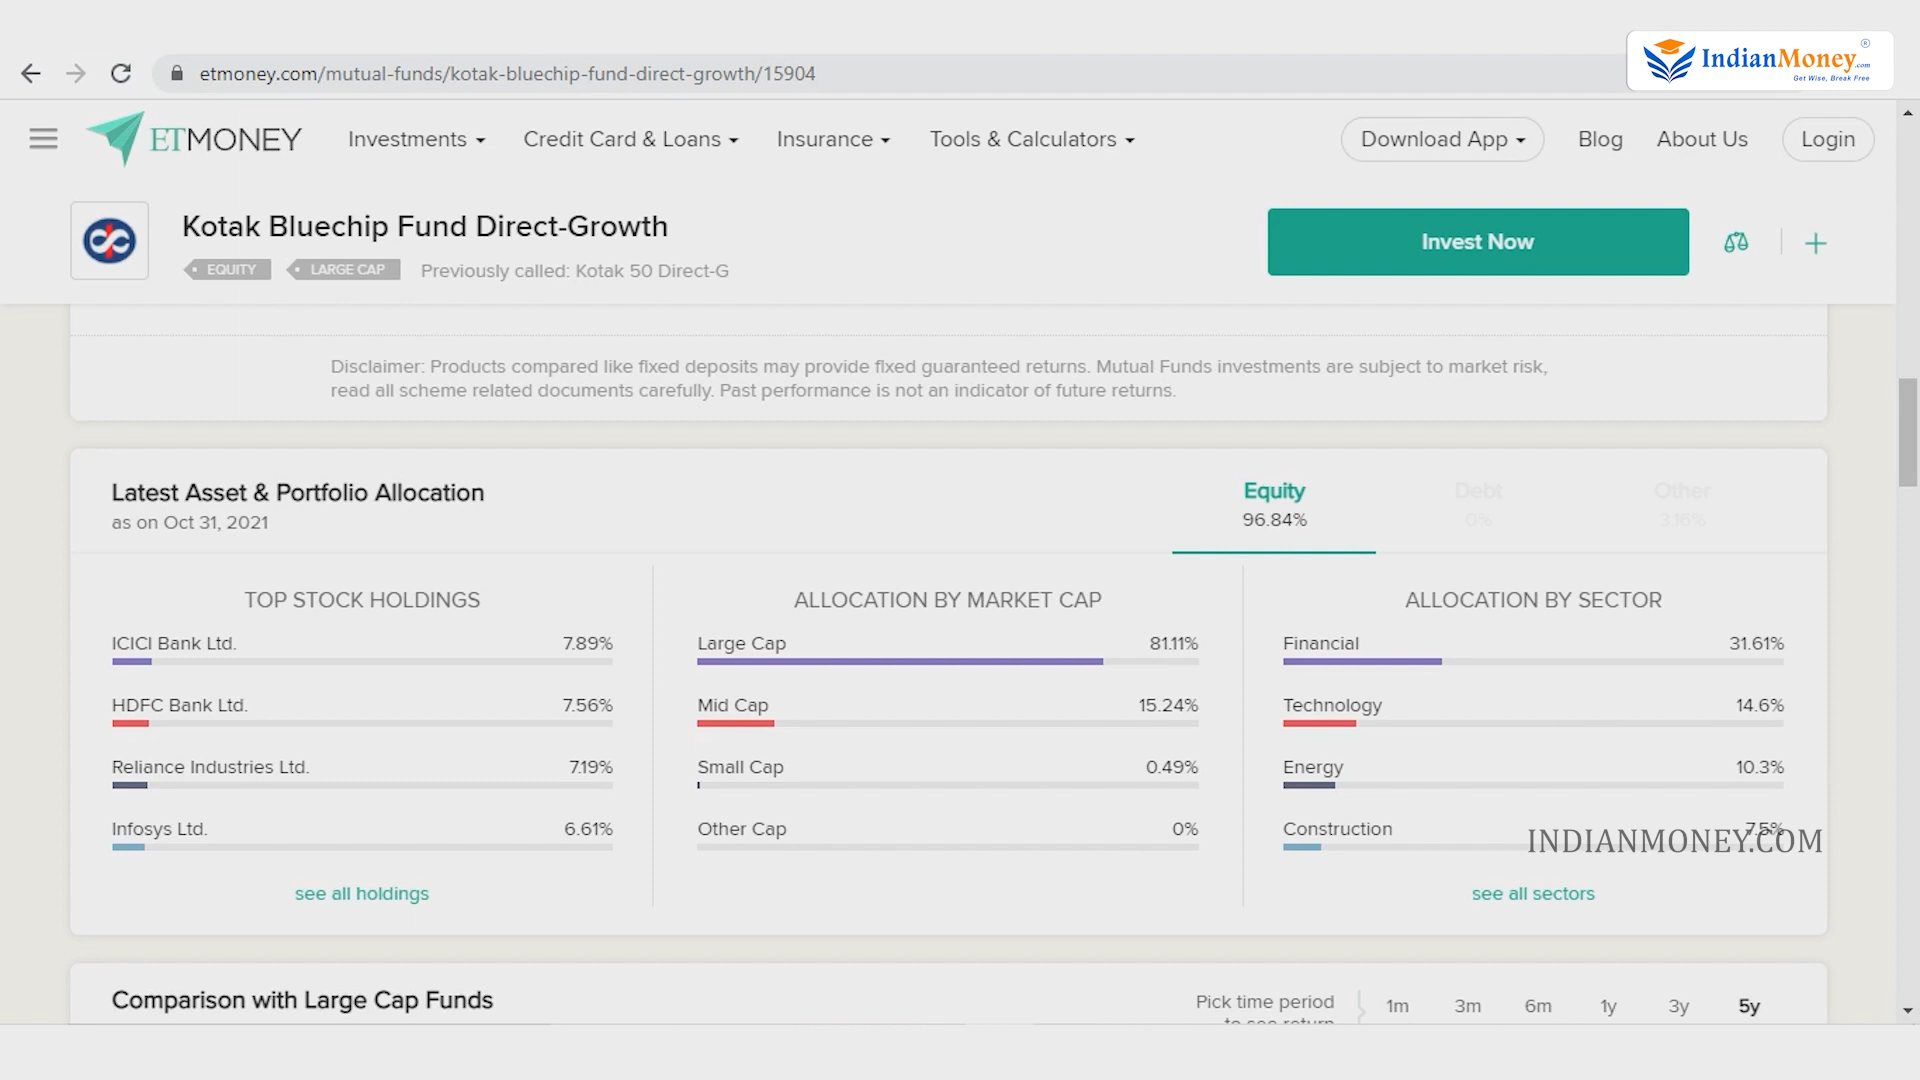 etmoney.com/mutual-funds/kotak-bluechip-fund-direct-growth/15904
IndianMoney.com
®
Get Wise, Break Free
ETMONEY
Investments
Credit Card & Loans
Insurance
Tools & Calculators
Download App
Blog
About Us
Login
Kotak Bluechip Fund Direct-Growth
EQUITY
LARGE CAP
Previously called: Kotak 50 Direct-G
Invest Now
Disclaimer: Products compared like fixed deposits may provide fixed guaranteed returns. Mutual Funds investments are subject to market risk,
read all scheme related documents carefully. Past performance is not an indicator of future returns.
Latest Asset & Portfolio Allocation
as on Oct 31, 2021
Equity
96.84%
Debt
0%
Other
3.16%
TOP STOCK HOLDINGS
ICICI Bank Ltd. 7.89%
HDFC Bank Ltd. 7.56%
Reliance Industries Ltd. 7.19%
Infosys Ltd. 6.61%
see all holdings
ALLOCATION BY MARKET CAP
Large Cap 81.11%
Mid Cap 15.24%
Small Cap 0.49%
Other Cap 0%
ALLOCATION BY SECTOR
Financial 31.61%
Technology 14.6%
Energy 10.3%
Construction 7.5%
INDIANMONEY.COM
see all sectors
Comparison with Large Cap Funds
Pick time period
to see return
1m 3m 6m 1y 3y 5y